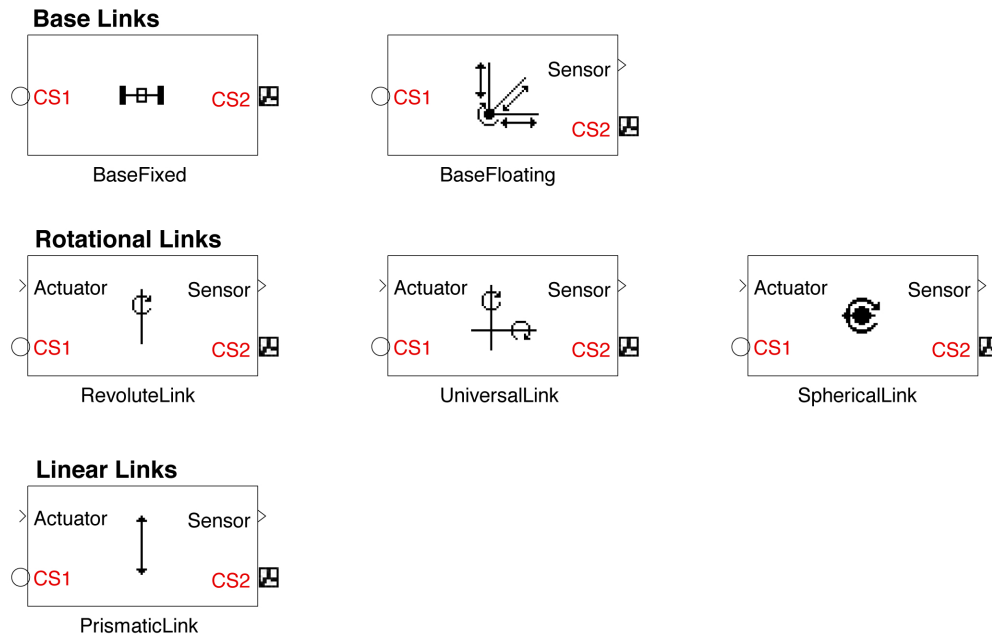 Base Links
CS1 CS2
BaseFixed
Sensor
CS1 CS2
BaseFloating
Rotational Links
Actuator Sensor
CS1 CS2
RevoluteLink
Actuator Sensor
CS1 CS2
UniversalLink
Actuator Sensor
CS1 CS2
SphericalLink
Linear Links
Actuator Sensor
CS1 CS2
PrismaticLink